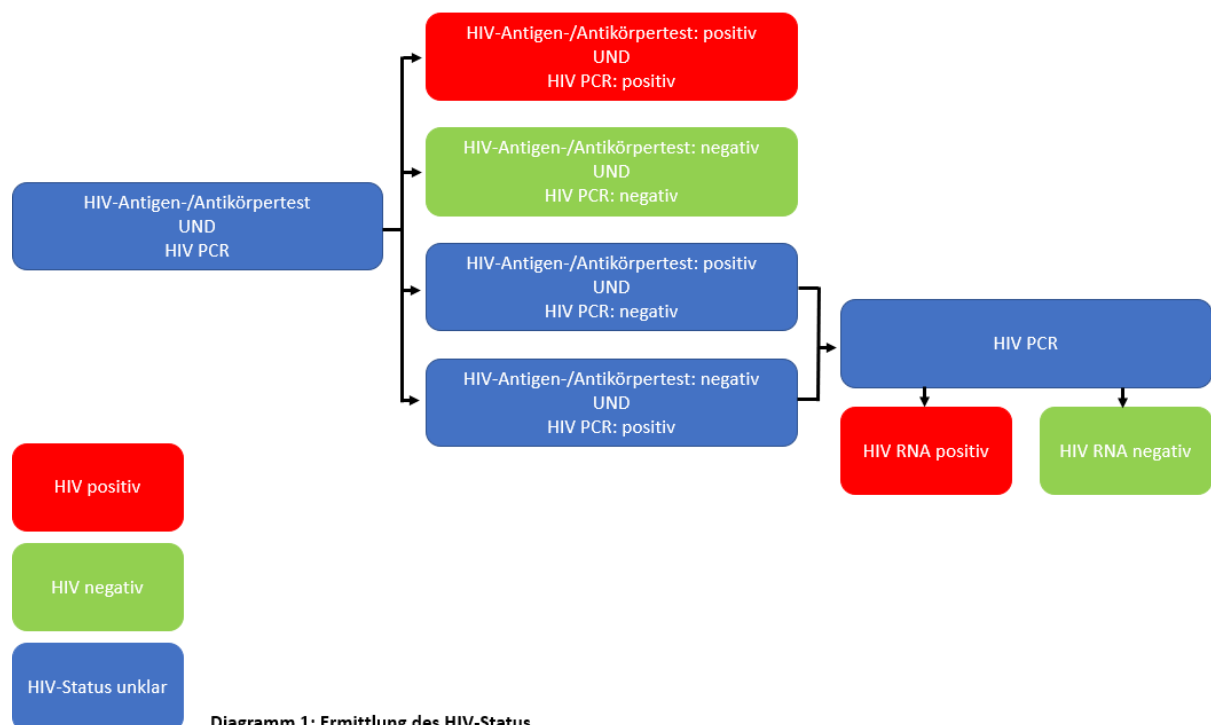 HIV-Antigen-/Antikörpertest
UND
HIV PCR
HIV-Antigen-/Antikörpertest: positiv
UND
HIV PCR: positiv
HIV-Antigen-/Antikörpertest: negativ
UND
HIV PCR: negativ
HIV-Antigen-/Antikörpertest: positiv
UND
HIV PCR: negativ
HIV-Antigen-/Antikörpertest: negativ
UND
HIV PCR: positiv
HIV PCR
HIV RNA positiv
HIV RNA negativ
HIV positiv
HIV negativ
HIV-Status unklar
Diagramm 1: Ermittlung des HIV-Status